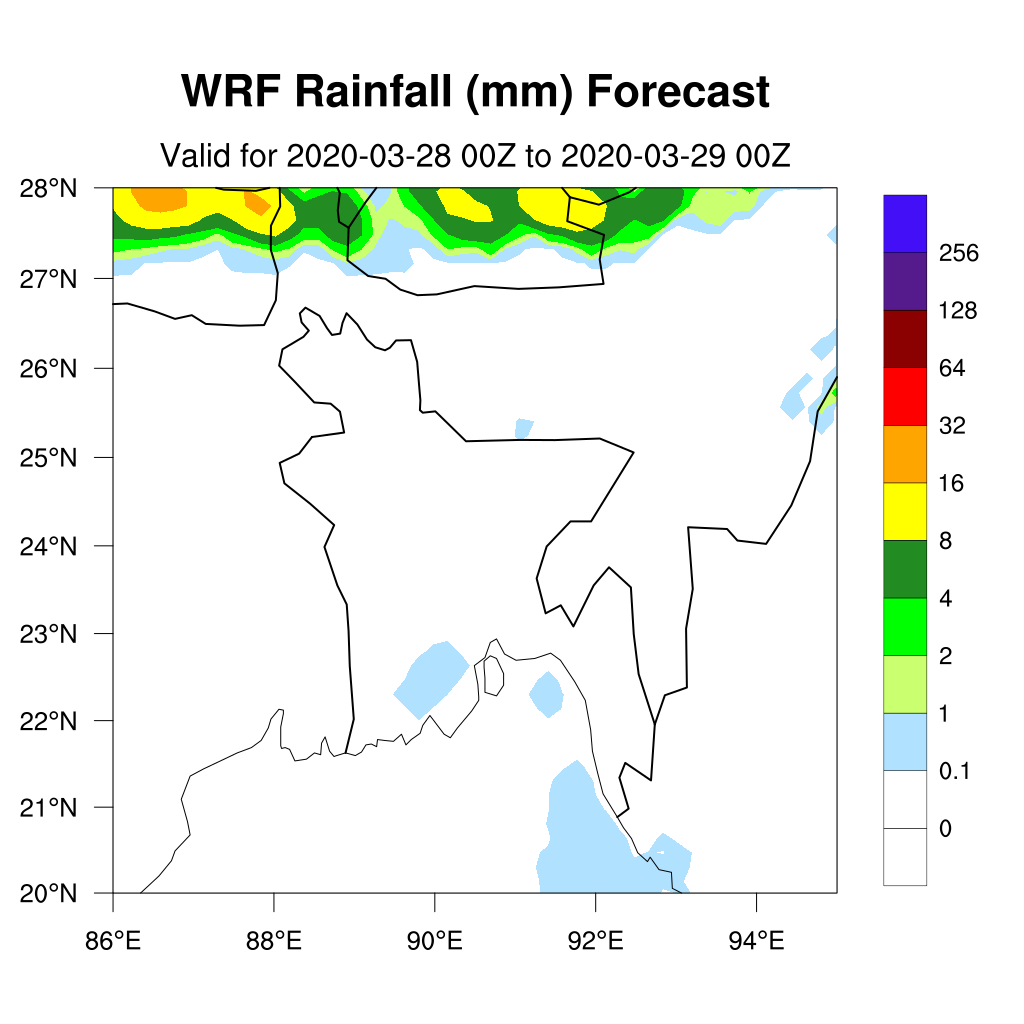 WRF Rainfall (mm) Forecast
Valid for 2020-03-28 00Z to 2020-03-29 00Z
28°N
27°N
26°N
25°N
24°N
23°N
22°N
21°N
20°N
86°E 88°E 90°E 92°E 94°E
256
128
64
32
16
8
4
2
1
0.1
0